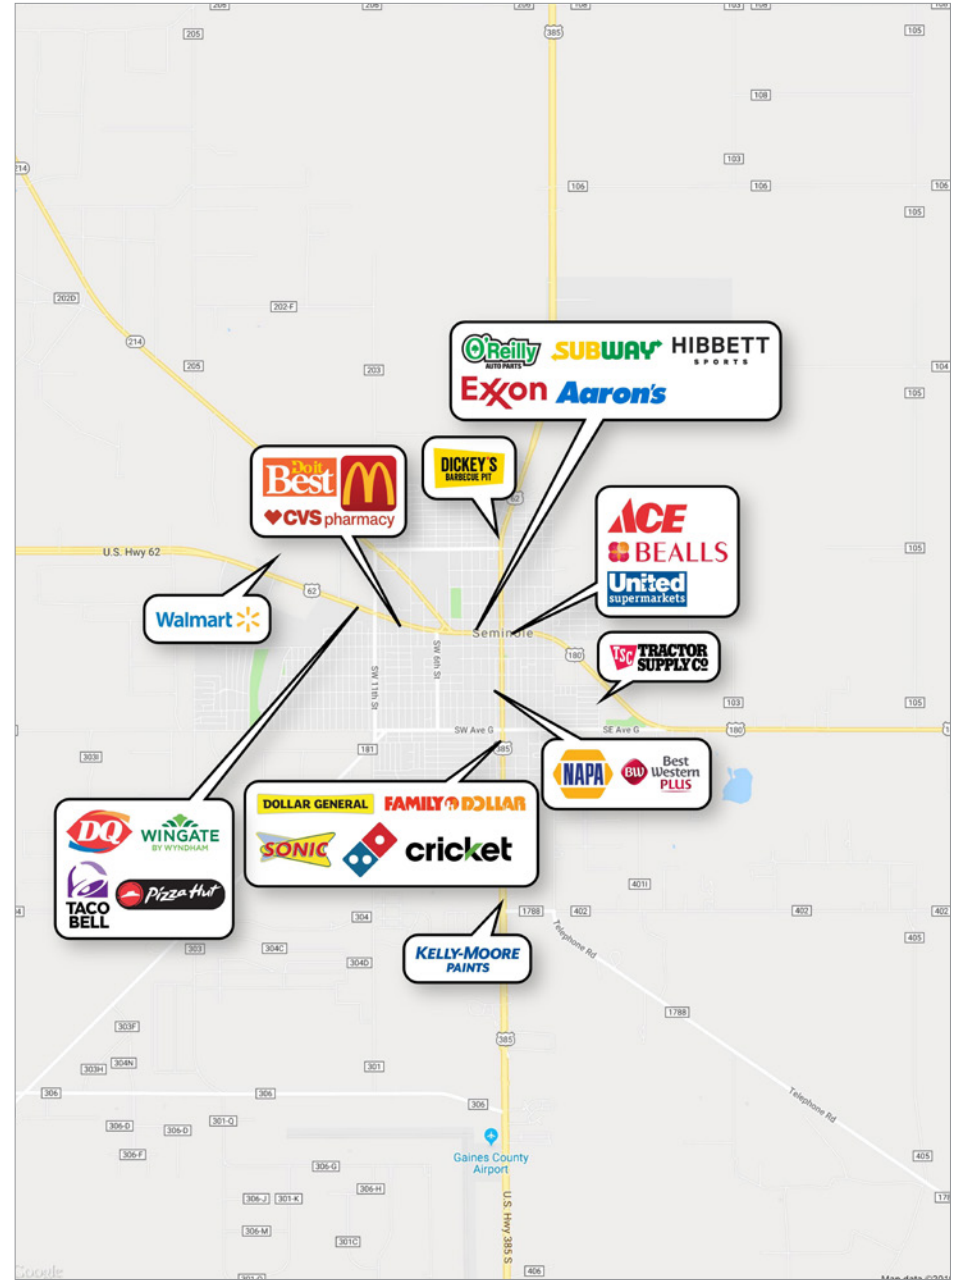 205
385
105
108
103
214
106
106
106
105
202D
202-F
214
205
203
104
105
O'Reilly
AUTO PARTS
SUBWAY
HIBBETT
SPORTS
Exxon
Aaron's
Do it
Best
CVS pharmacy
DICKEY'S
BARBECUE PIT
62
ACE
BEALLS
United
supermarkets
U.S. Hwy 62
105
62
Walmart
Seminole
180
TSC TRACTOR
SUPPLY CO
SW 6th St
SW 11th St
103
105
SW Ave G
SE Ave G
180
303I
181
385
NAPA
BW
Best
Western
PLUS
DOLLAR GENERAL
FAMILY DOLLAR
SONIC
cricket
DQ
WINGATE
BY WYNDHAM
TACO
BELL
Pizza Hut
401I
304
1788
402
402
402
405
Telephone Rd
303
304C
304D
KELLY-MOORE
PAINTS
1788
303F
385
303H
304N
301
306
306
306
Telephone Rd
306-D
306-D
301-Q
306-F
306-G
Gaines County
Airport
405
306-H
306-J
301-K
306-M
301C
U.S. Hwy 385 S
406
Google